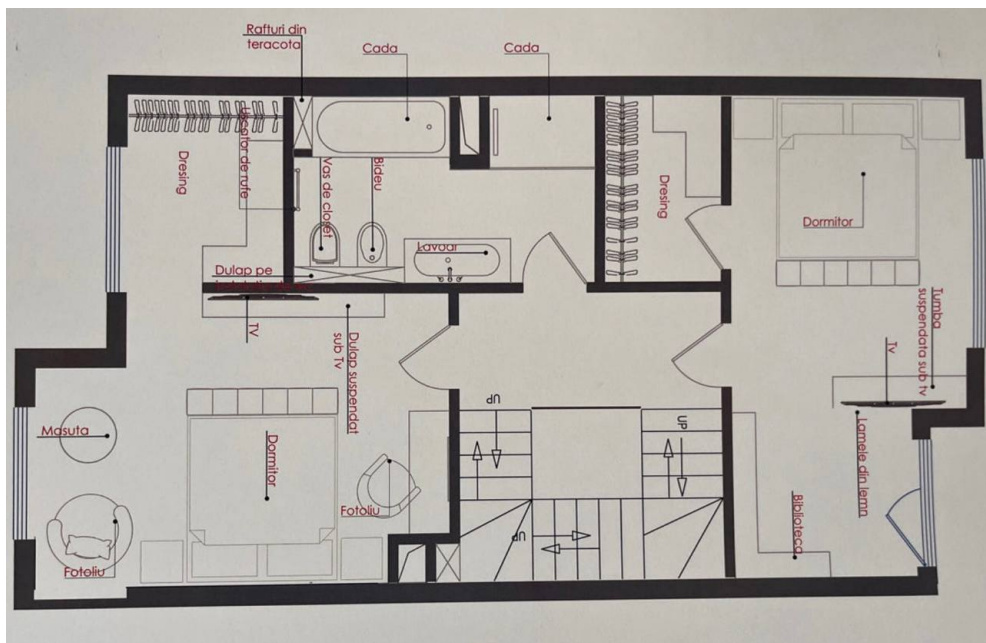 Rafturi din
teracota
Cada
Cada
Uscator de rufe
Dresing
Vas de closet
Bideu
Dresing
Dormitor
Lavoar
Dulap pe
TV
Dulap suspendat
sub Tv
Tumba
suspendata sub tv
Tv
Masuta
Dormitor
Fotoliu
Fotoliu
UP
UP
UP
Lamele din lemn
Biblioteca